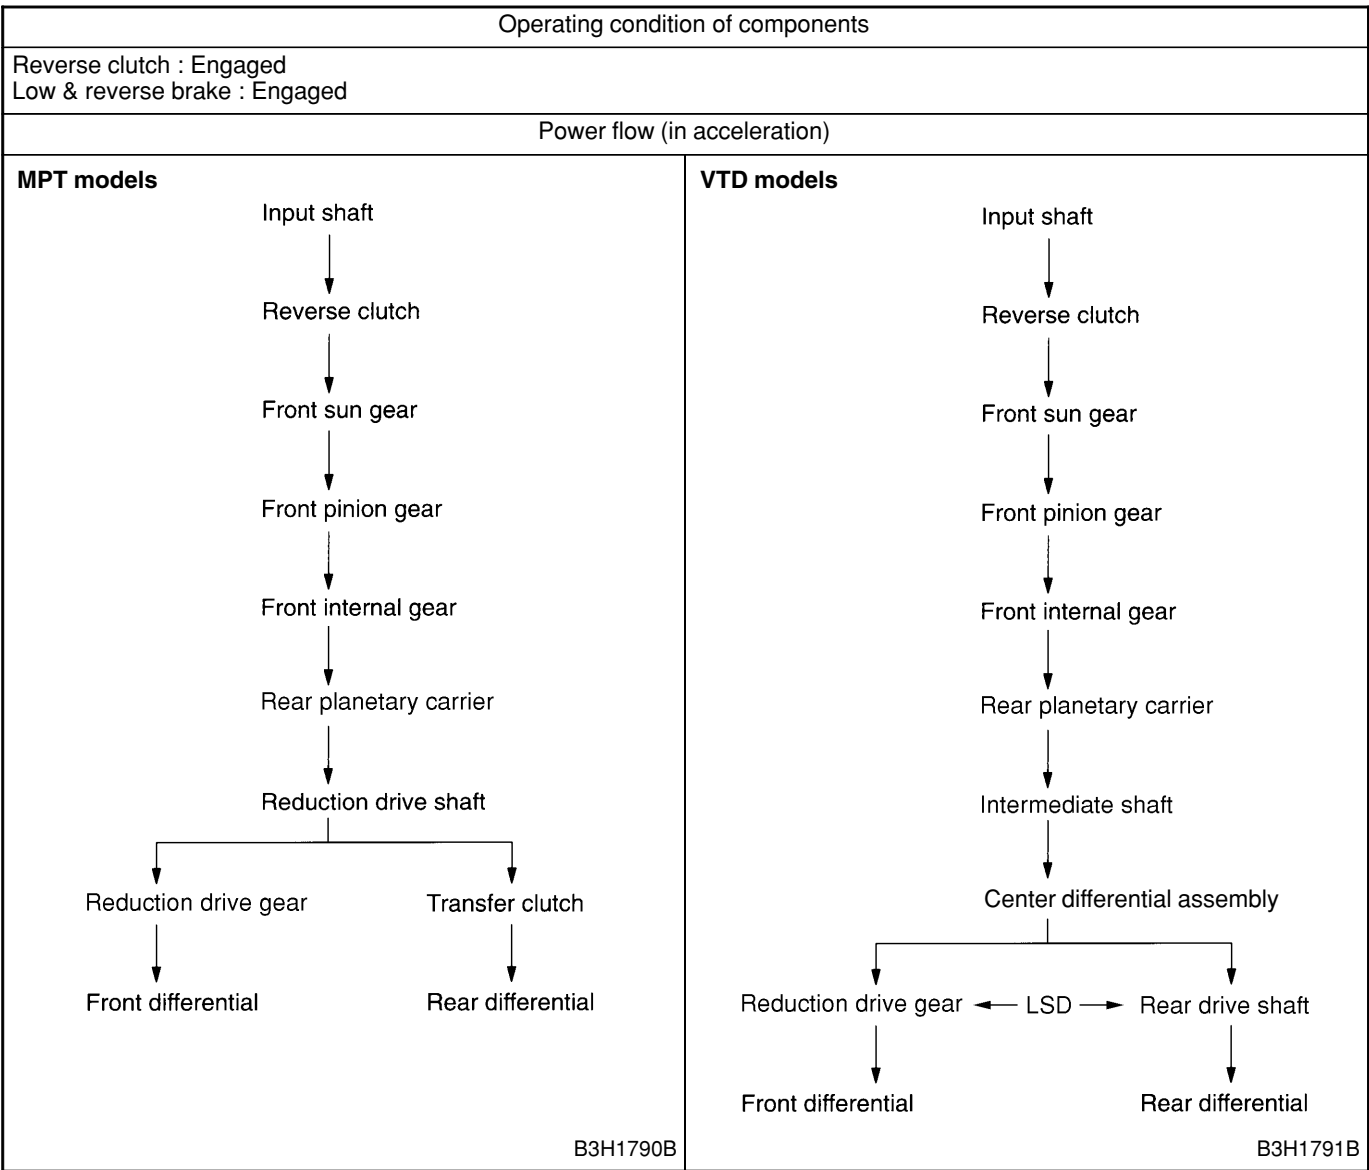 Operating condition of components
Reverse clutch : Engaged
Low & reverse brake : Engaged
Power flow (in acceleration)
MPT models
Input shaft
Reverse clutch
Front sun gear
Front pinion gear
Front internal gear
Rear planetary carrier
Reduction drive shaft
Reduction drive gear
Transfer clutch
Front differential
Rear differential
B3H1790B
VTD models
Input shaft
Reverse clutch
Front sun gear
Front pinion gear
Front internal gear
Rear planetary carrier
Intermediate shaft
Center differential assembly
Reduction drive gear
LSD
Rear drive shaft
Front differential
Rear differential
B3H1791B